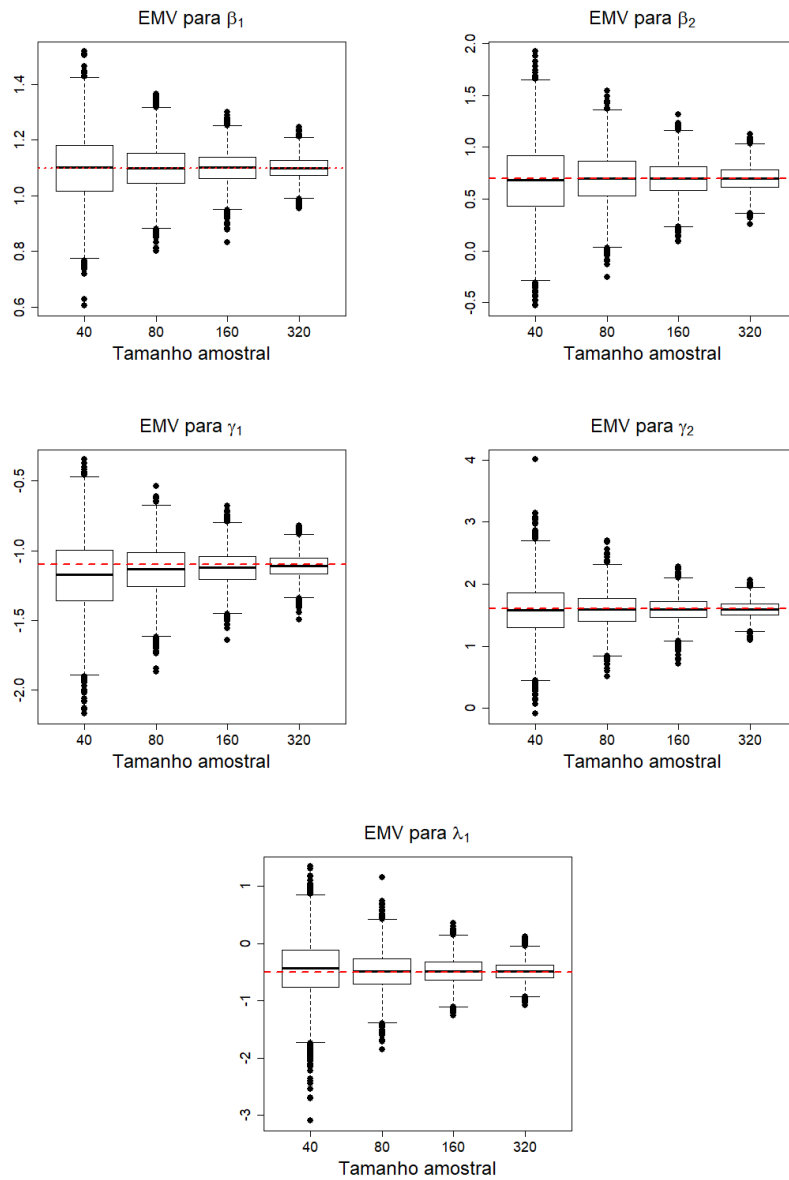 EMV para β1
0.6 0.8 1.0 1.2 1.4
40 80 160 320
Tamanho amostral
EMV para β2
-0.5 0.0 0.5 1.0 1.5 2.0
40 80 160 320
Tamanho amostral
EMV para γ1
-2.0 -1.5 -1.0 -0.5
40 80 160 320
Tamanho amostral
EMV para γ2
0 1 2 3 4
40 80 160 320
Tamanho amostral
EMV para λ1
-3 -2 -1 0 1
40 80 160 320
Tamanho amostral